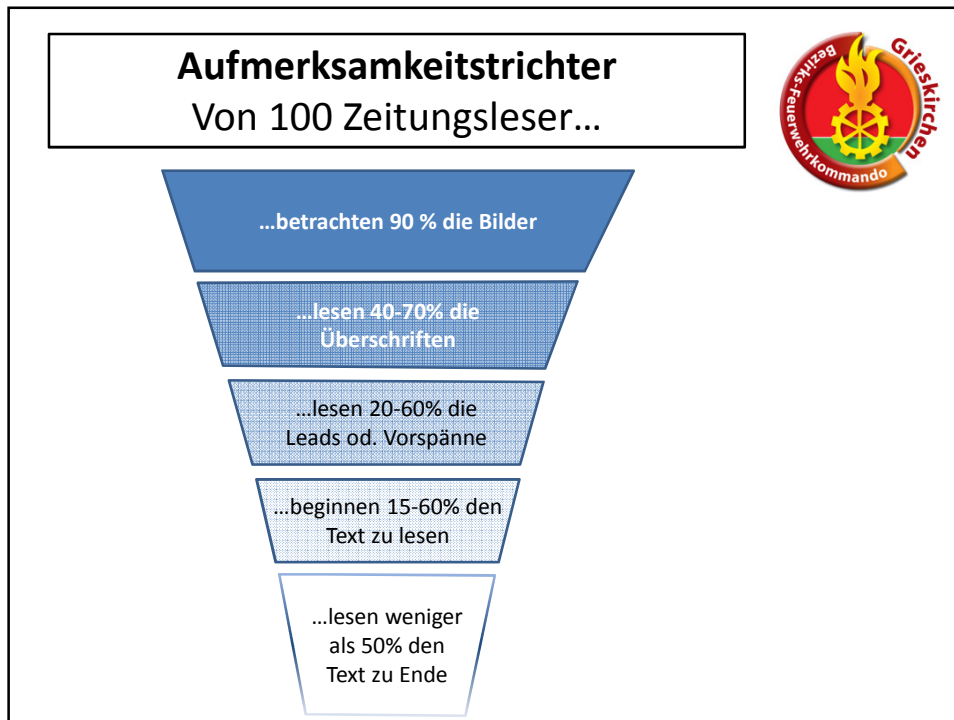 Aufmerksamkeitstrichter
Von 100 Zeitungsleser…
Bezirks-Feuerwehrkommando
Grieskirchen
…betrachten 90 % die Bilder
…lesen 40-70% die
Überschriften
…lesen 20-60% die
Leads od. Vorspänne
…beginnen 15-60% den
Text zu lesen
…lesen weniger
als 50% den
Text zu Ende